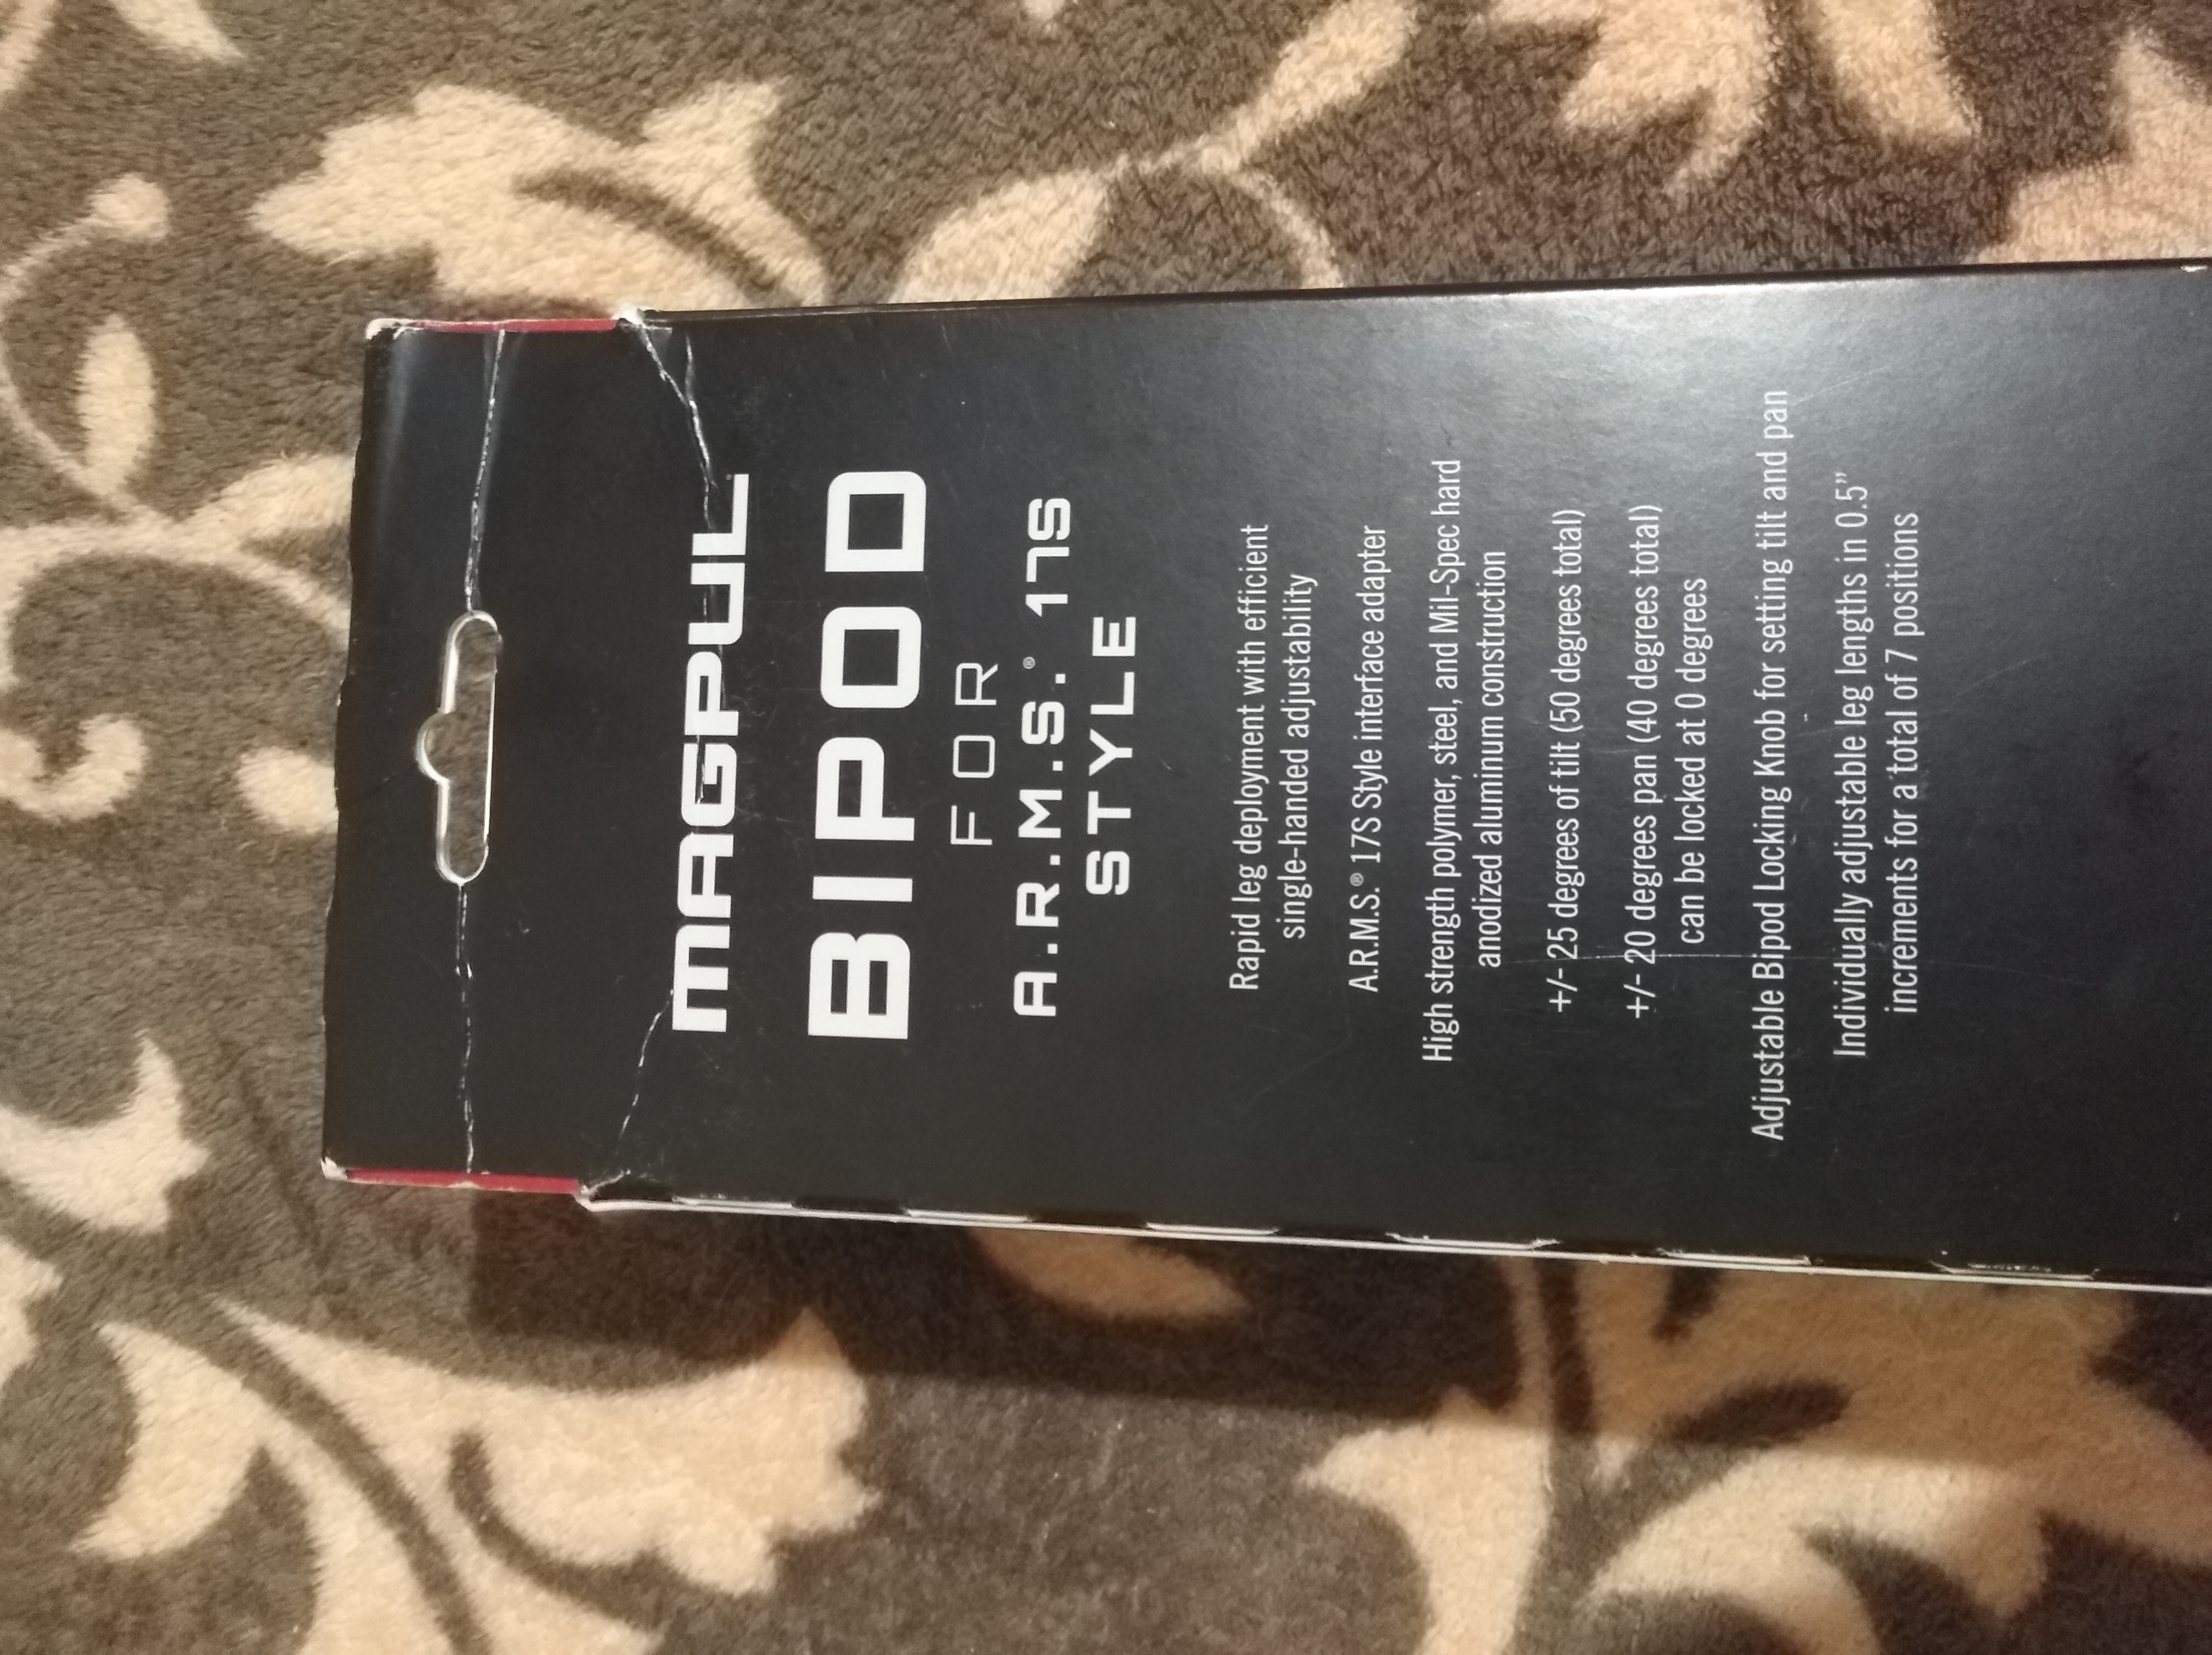 MAGPUL
BIPOD
FOR
A.R.M.S.® 17S
STYLE
Rapid leg deployment with efficient
single-handed adjustability
A.R.M.S.® 17S Style interface adapter
High strength polymer, steel, and Mil-Spec hard
anodized aluminum construction
+/- 25 degrees of tilt (50 degrees total)
+/- 20 degrees pan (40 degrees total)
can be locked at 0 degrees
Adjustable Bipod Locking Knob for setting tilt and pan
Individually adjustable leg lengths in 0.5”
increments for a total of 7 positions